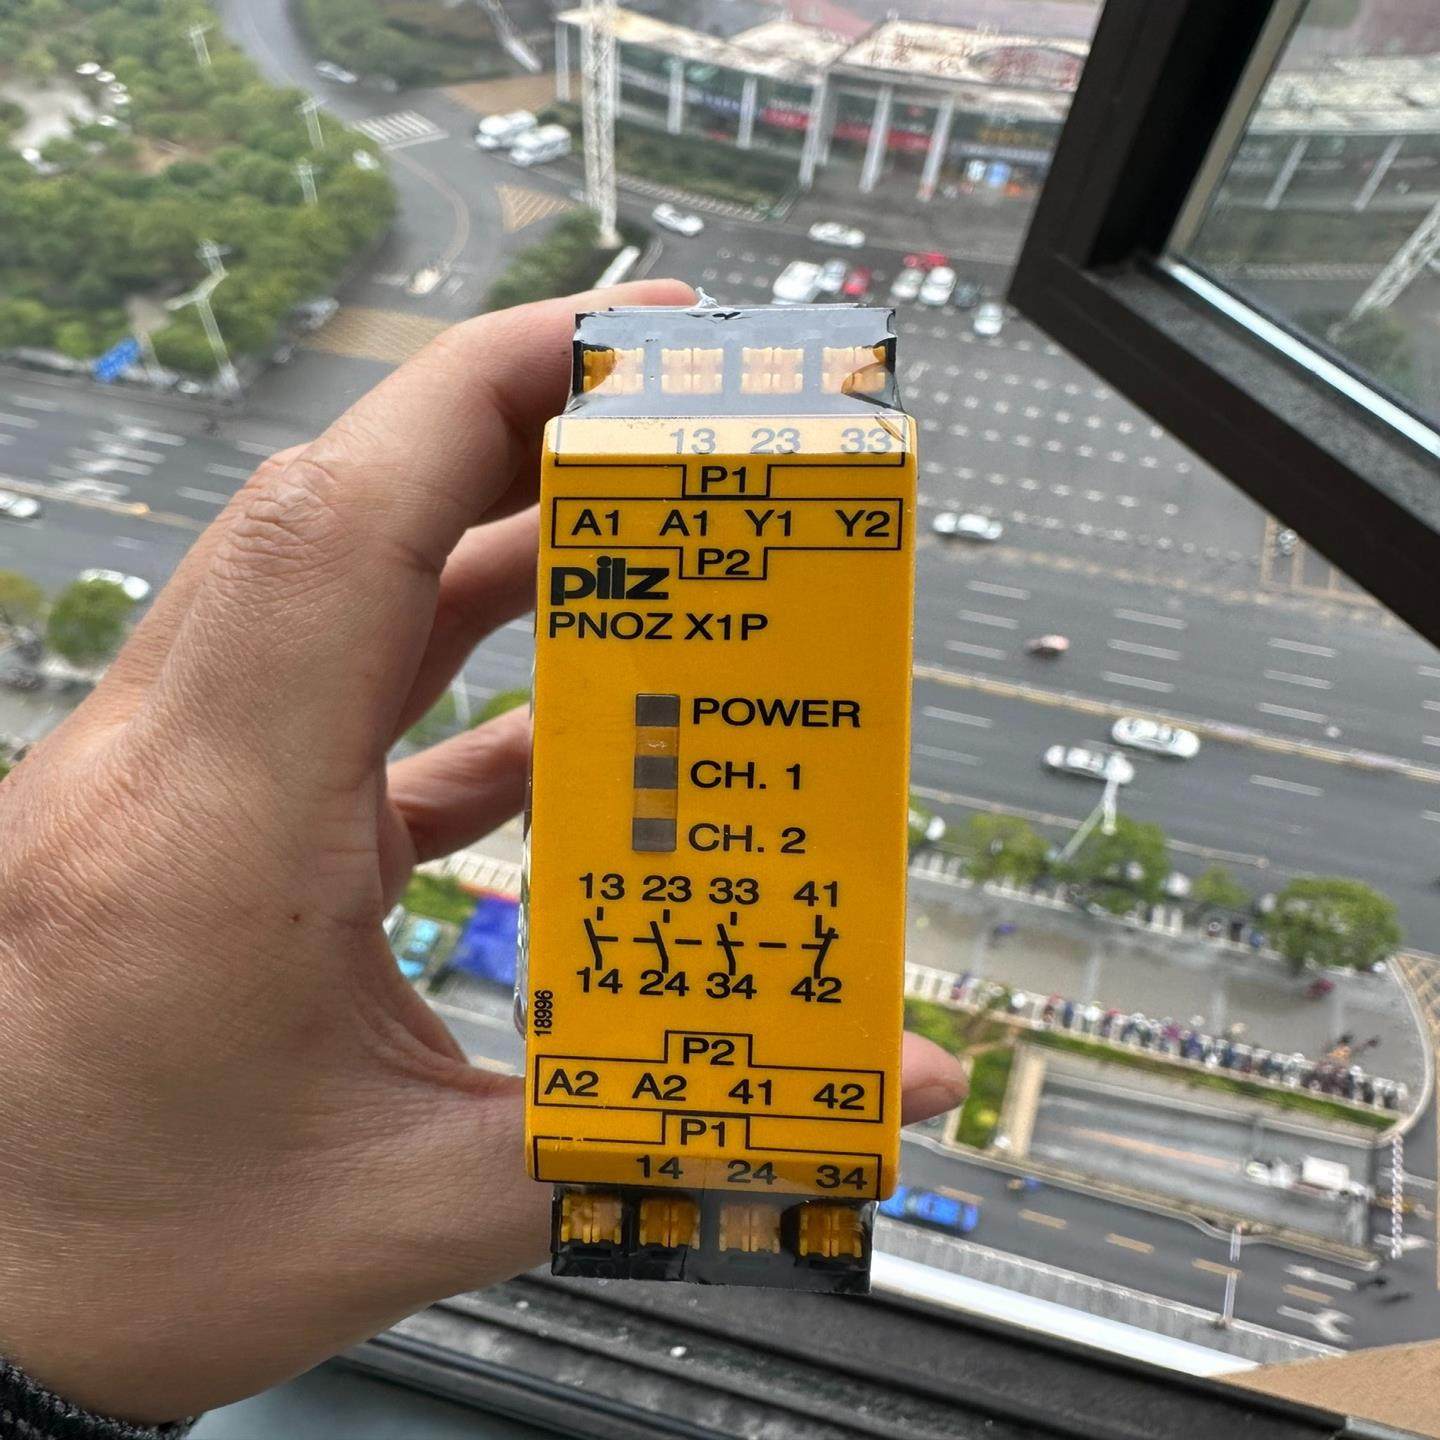 13 23 33
P1
A1 A1 Y1 Y2
P2
pilz
PNOZ X1P
POWER
CH. 1
CH. 2
13 23 33 41
14 24 34 42
18996
P2
A2 A2 41 42
P1
14 24 34